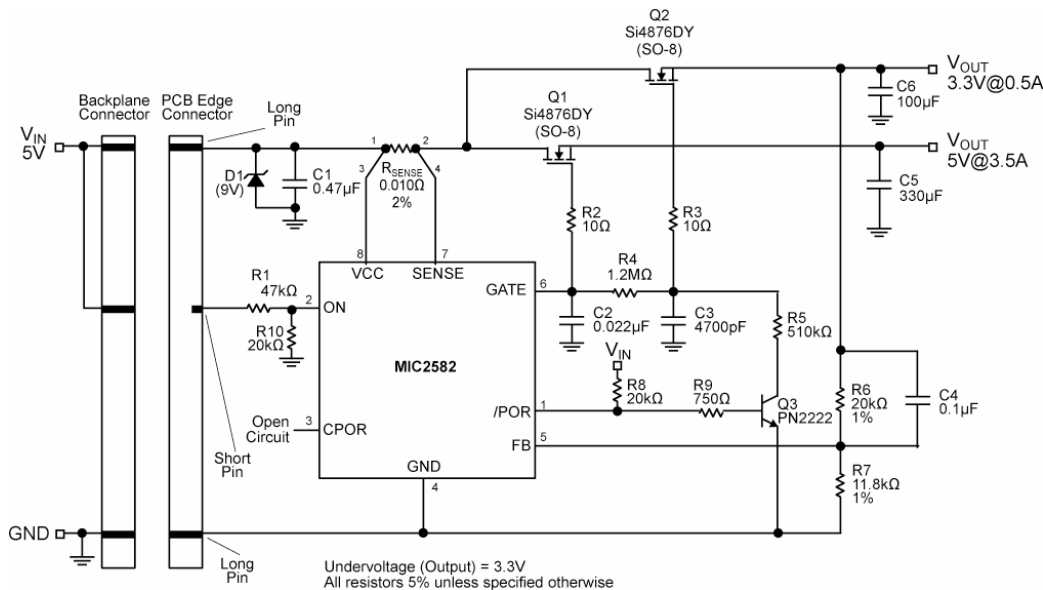 Q2
Si4876DY
(SO-8)
VOUT
3.3V@0.5A
C6
100µF
Backplane
Connector
PCB Edge
Connector
Long
Pin
Q1
Si4876DY
(SO-8)
VIN
5V
1
2
RSENSE
0.010Ω
2%
3
4
VOUT
5V@3.5A
D1
(9V)
C1
0.47µF
C5
330µF
R2
10Ω
R3
10Ω
8
7
VCC
SENSE
R4
1.2MΩ
R1
47kΩ
2
ON
GATE
6
R10
20kΩ
C2
0.022µF
C3
4700pF
R5
510kΩ
MIC2582
VIN
R8
20kΩ
R9
750Ω
Q3
PN2222
R6
20kΩ
1%
C4
0.1µF
/POR
1
Open
Circuit
3
CPOR
FB
5
Short
Pin
GND
4
R7
11.8kΩ
1%
GND
Long
Pin
Undervoltage (Output) = 3.3V
All resistors 5% unless specified otherwise